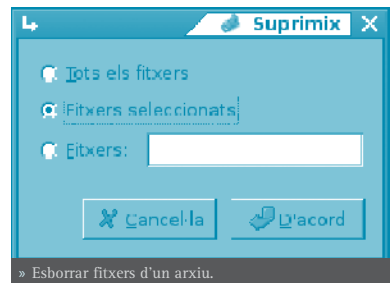 Suprimix
Tots els fitxers
Fitxers seleccionats
Fitxers:
Cancel·la
D'acord
» Esborrar fitxers d'un arxiu.